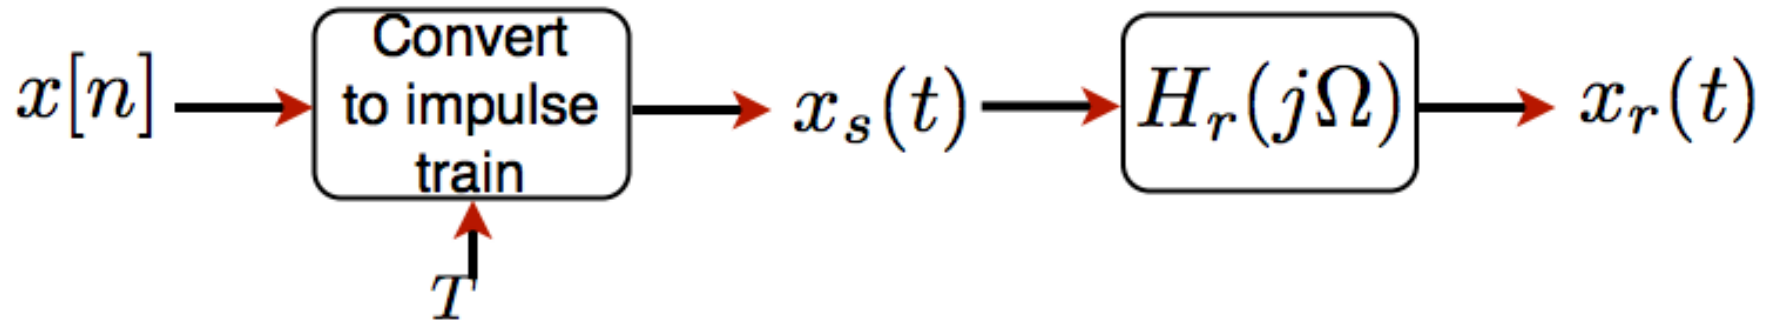 x[n]
Convert
to impulse
train
x_s(t)
H_r(jΩ)
x_r(t)
T